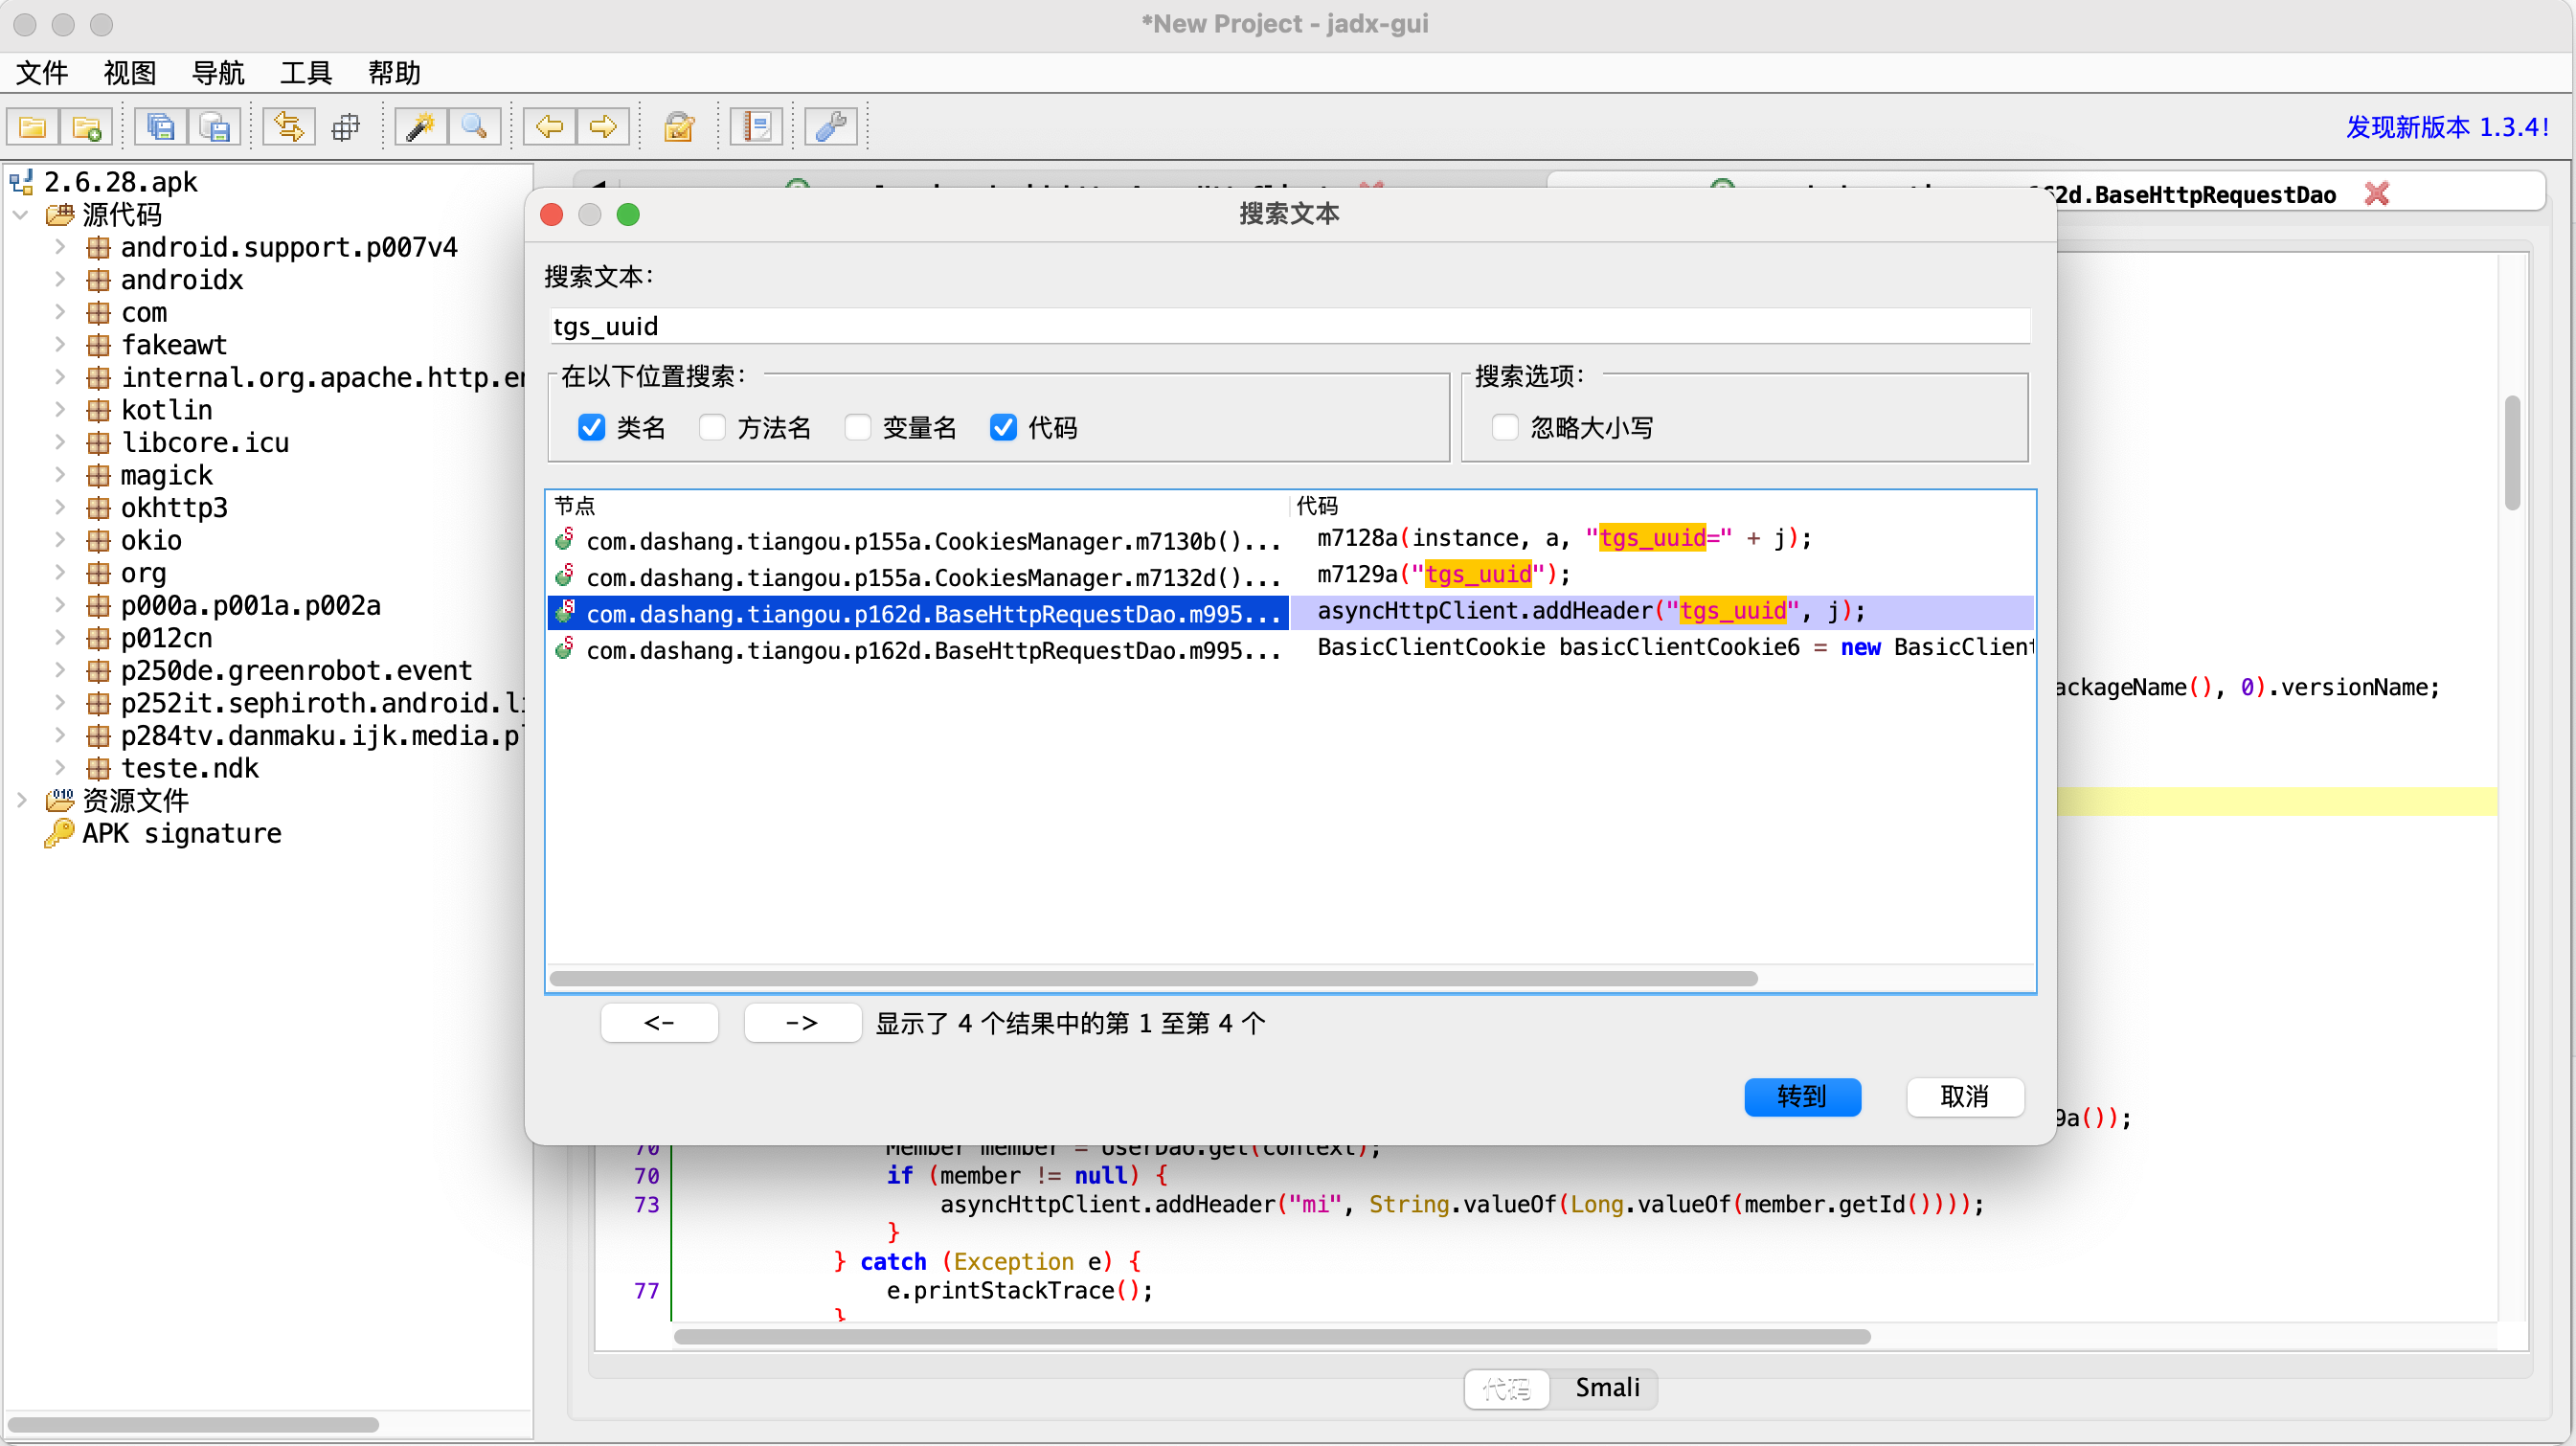 *New Project - jadx-gui
文件 视图 导航 工具 帮助
发现新版本 1.3.4!
2.6.28.apk
源代码
android.support.p007v4
androidx
com
fakeawt
internal.org.apache.http.en
kotlin
libcore.icu
magick
okhttp3
okio
org
p000a.p001a.p002a
p012cn
p250de.greenrobot.event
p252it.sephiroth.android.li
p284tv.danmaku.ijk.media.pl
teste.ndk
资源文件
APK signature
162d.BaseHttpRequestDao
搜索文本
搜索文本:
tgs_uuid
在以下位置搜索:
类名 方法名 变量名 代码
搜索选项:
忽略大小写
节点 代码
com.dashang.tiangou.p155a.CookiesManager.m7130b()... m7128a(instance, a, "tgs_uuid=" + j);
com.dashang.tiangou.p155a.CookiesManager.m7132d()... m7129a("tgs_uuid");
com.dashang.tiangou.p162d.BaseHttpRequestDao.m995... asyncHttpClient.addHeader("tgs_uuid", j);
com.dashang.tiangou.p162d.BaseHttpRequestDao.m995... BasicClientCookie basicClientCookie6 = new BasicClient
ackageName(), 0).versionName;
<- -> 显示了 4 个结果中的第 1 至第 4 个
转到 取消
9a());
70 Member member = UserDao.get(context);
70 if (member != null) {
73 asyncHttpClient.addHeader("mi", String.valueOf(Long.valueOf(member.getId())));
}
} catch (Exception e) {
77 e.printStackTrace();
}
代码 Smali